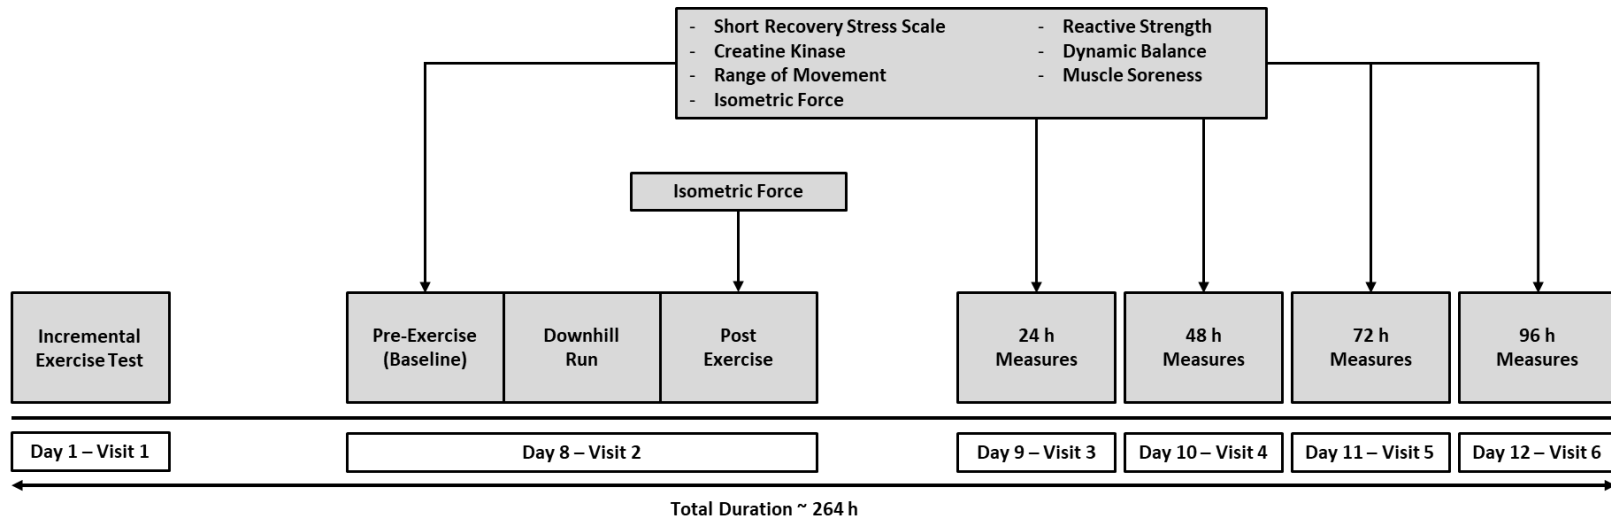 - Short Recovery Stress Scale
- Creatine Kinase
- Range of Movement
- Isometric Force
- Reactive Strength
- Dynamic Balance
- Muscle Soreness
Isometric Force
Incremental
Exercise Test
Pre-Exercise
(Baseline)
Downhill
Run
Post
Exercise
24 h
Measures
48 h
Measures
72 h
Measures
96 h
Measures
Day 1 – Visit 1
Day 8 – Visit 2
Day 9 – Visit 3
Day 10 – Visit 4
Day 11 – Visit 5
Day 12 – Visit 6
Total Duration ~ 264 h